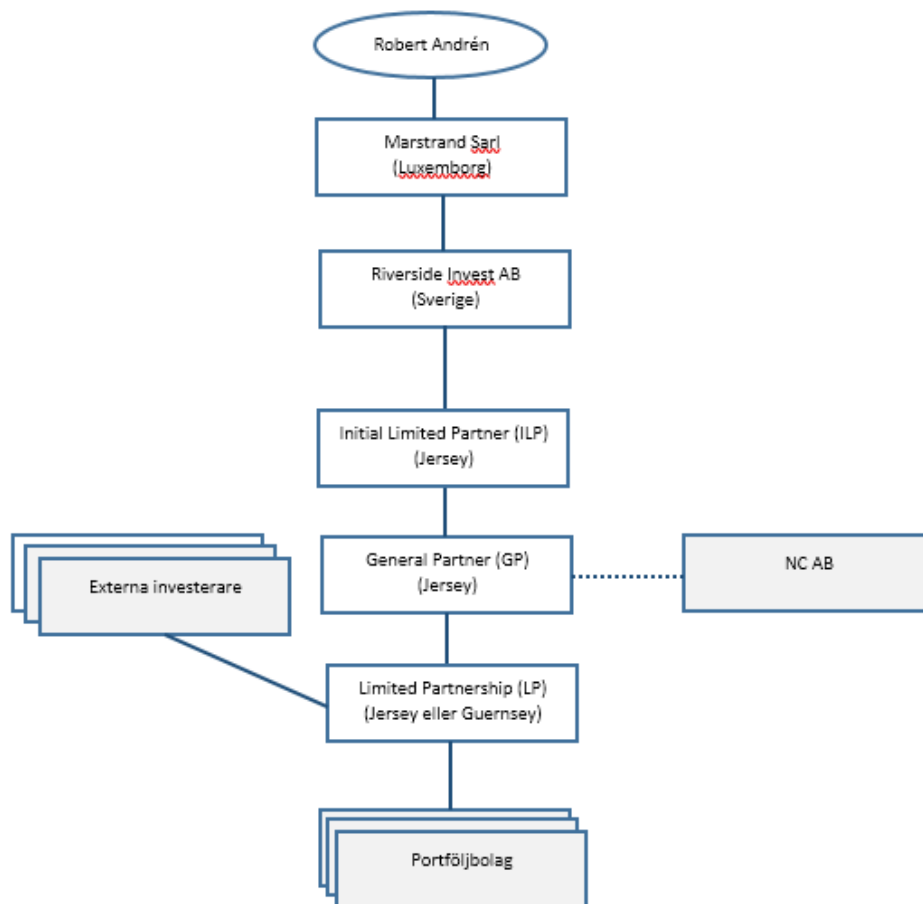 Robert Andrén
Marstrand Sarl
(Luxemborg)
Riverside Invest AB
(Sverige)
Initial Limited Partner (ILP)
(Jersey)
General Partner (GP)
(Jersey)
NC AB
Externa investerare
Limited Partnership (LP)
(Jersey eller Guernsey)
Portföljbolag